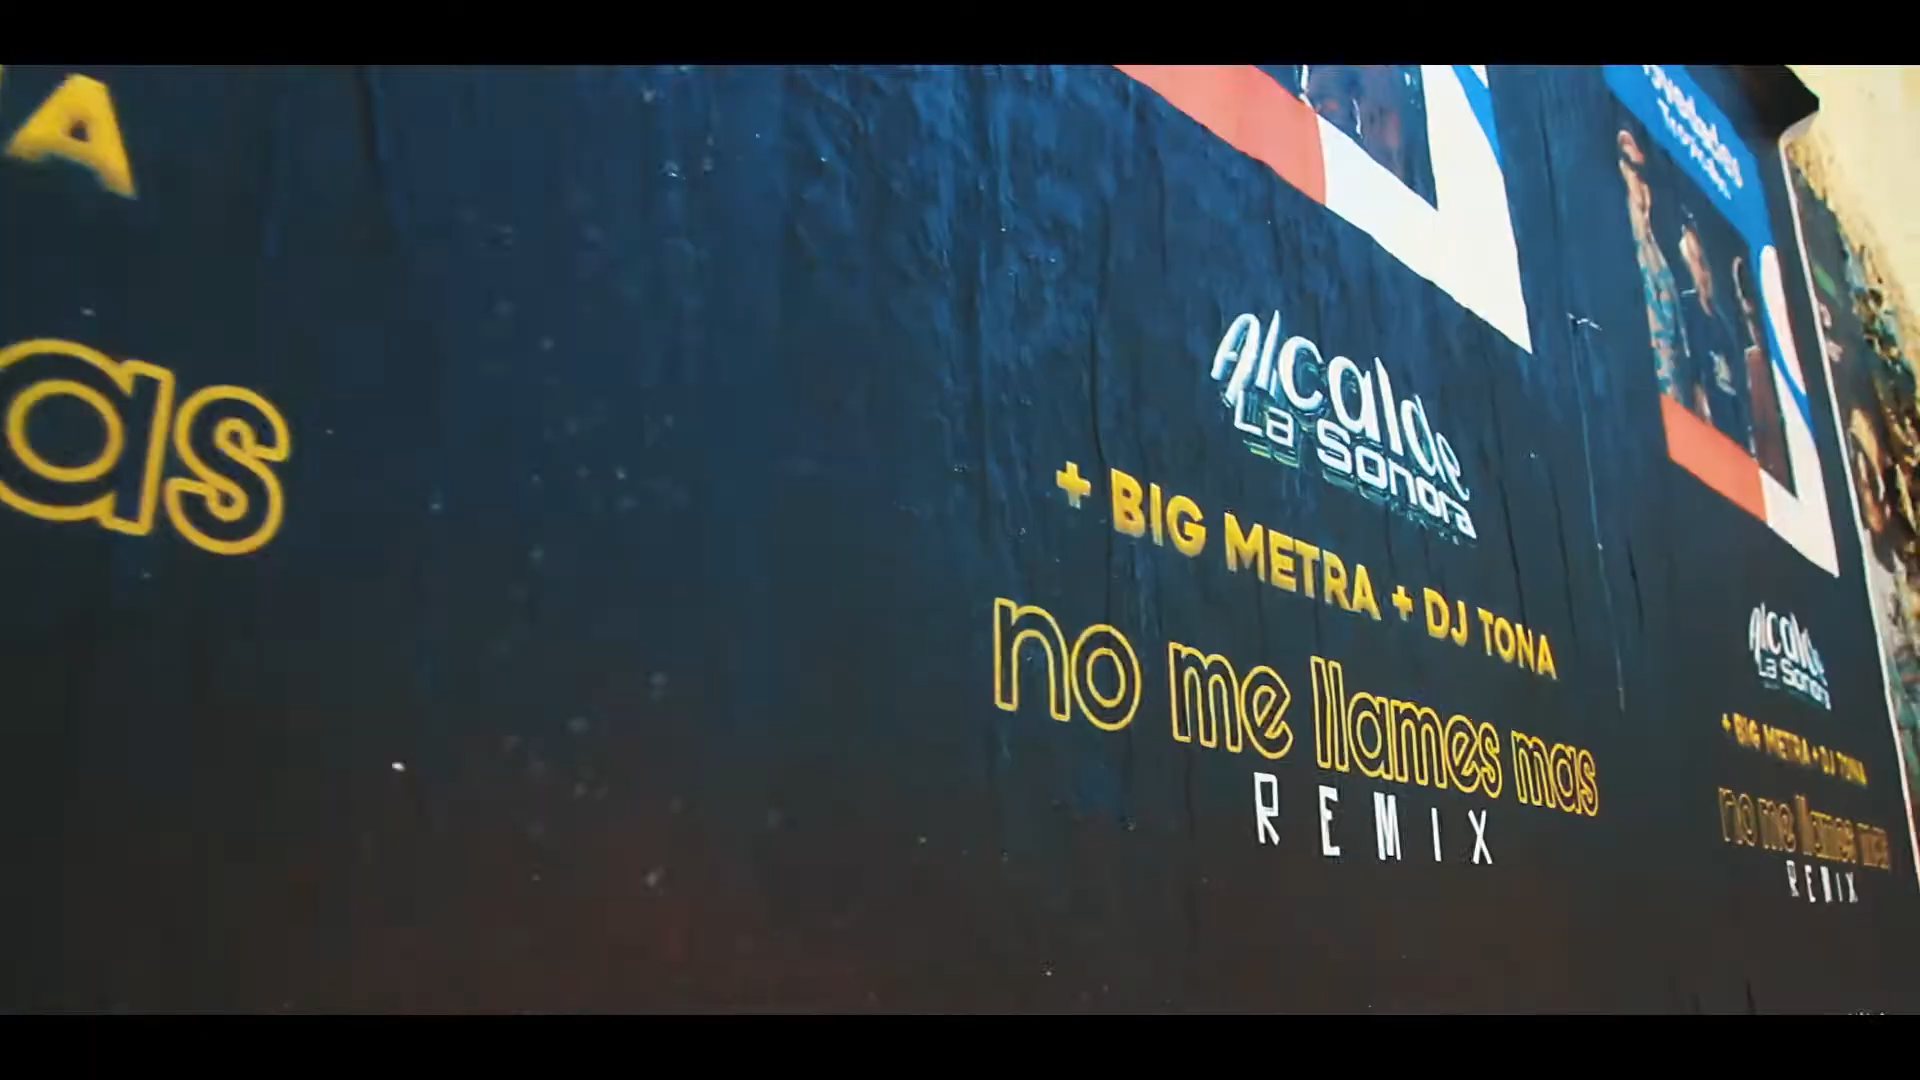 A
as
Alcalde
La Sonora
+ BIG METRA + DJ TONA
no me llames mas
REMIX
Alcalde
La Sonora
+ BIG METRA + DJ TONA
no me llames mas
REMIX